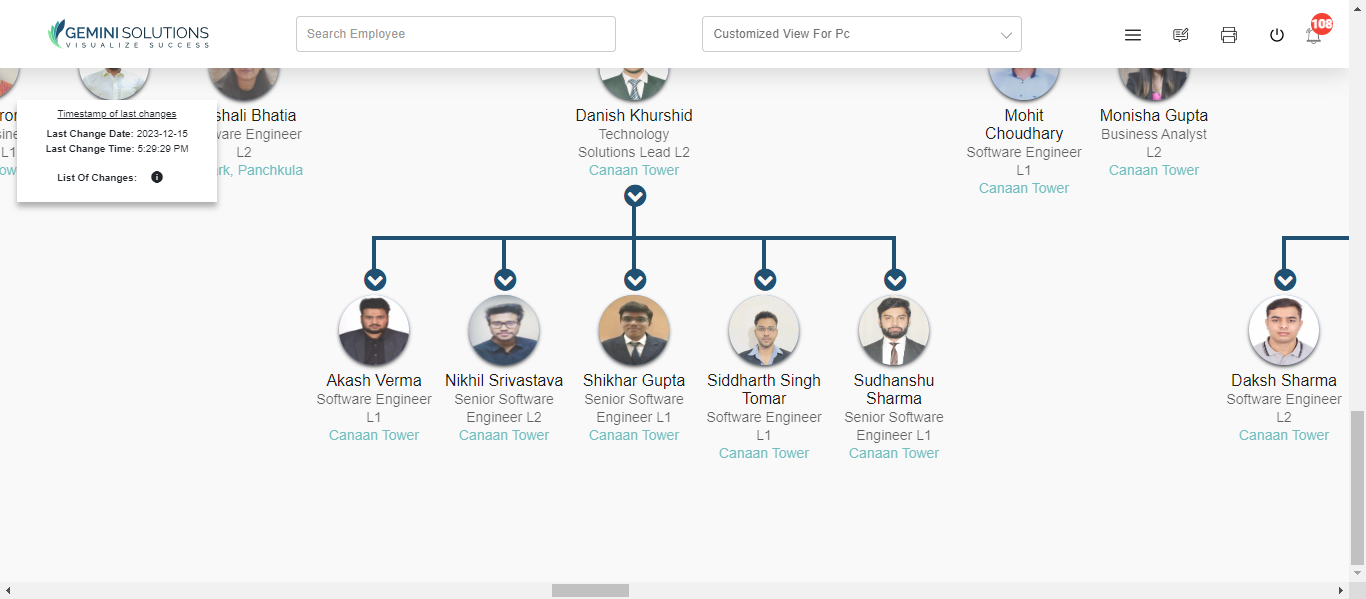 GEMINI SOLUTIONS
VISUALIZE SUCCESS
Search Employee
Customized View For Pc
108
Timestamp of last changes
Last Change Date: 2023-12-15
Last Change Time: 5:29:29 PM
List Of Changes:
shali Bhatia
ware Engineer
L2
rk, Panchkula
L1
Danish Khurshid
Technology
Solutions Lead L2
Canaan Tower
Mohit
Choudhary
Software Engineer
L1
Canaan Tower
Monisha Gupta
Business Analyst
L2
Canaan Tower
Akash Verma
Software Engineer
L1
Canaan Tower
Nikhil Srivastava
Senior Software
Engineer L2
Canaan Tower
Shikhar Gupta
Senior Software
Engineer L1
Canaan Tower
Siddharth Singh
Tomar
Software Engineer
L1
Canaan Tower
Sudhanshu
Sharma
Senior Software
Engineer L1
Canaan Tower
Daksh Sharma
Software Engineer
L2
Canaan Tower